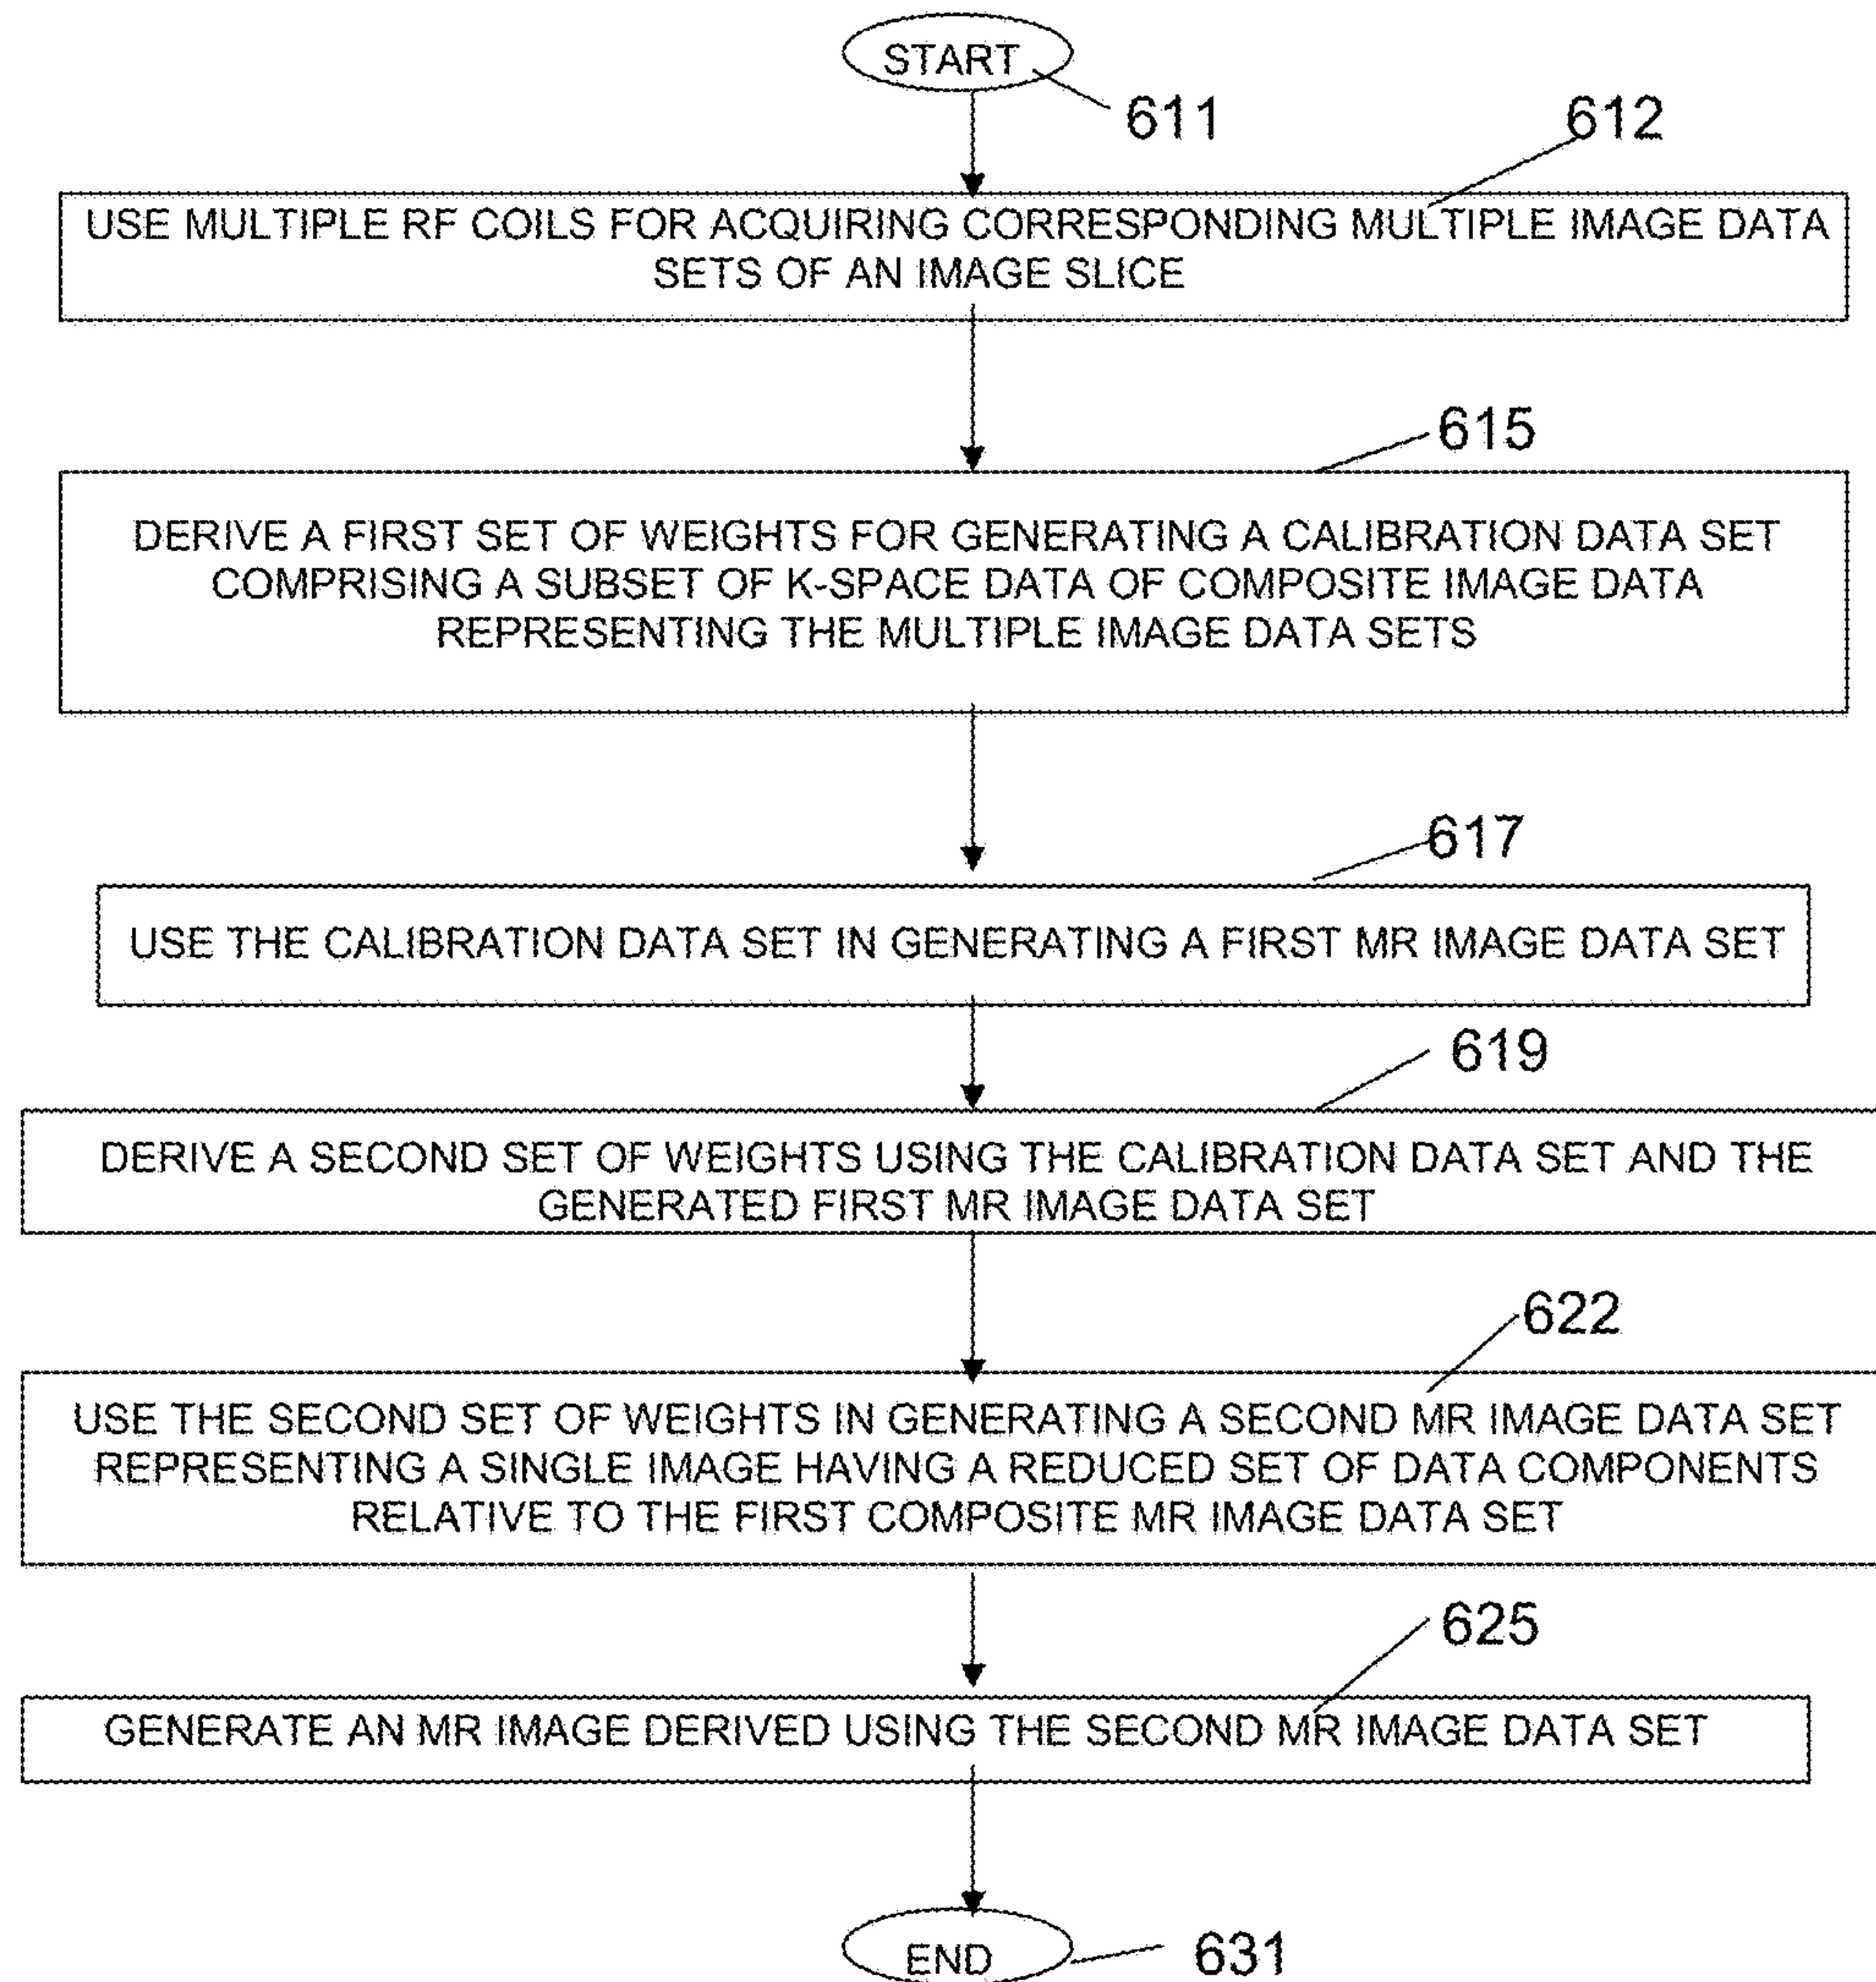 START
611
612
USE MULTIPLE RF COILS FOR ACQUIRING CORRESPONDING MULTIPLE IMAGE DATA
SETS OF AN IMAGE SLICE
615
DERIVE A FIRST SET OF WEIGHTS FOR GENERATING A CALIBRATION DATA SET
COMPRISING A SUBSET OF K-SPACE DATA OF COMPOSITE IMAGE DATA
REPRESENTING THE MULTIPLE IMAGE DATA SETS
617
USE THE CALIBRATION DATA SET IN GENERATING A FIRST MR IMAGE DATA SET
619
DERIVE A SECOND SET OF WEIGHTS USING THE CALIBRATION DATA SET AND THE
GENERATED FIRST MR IMAGE DATA SET
622
USE THE SECOND SET OF WEIGHTS IN GENERATING A SECOND MR IMAGE DATA SET
REPRESENTING A SINGLE IMAGE HAVING A REDUCED SET OF DATA COMPONENTS
RELATIVE TO THE FIRST COMPOSITE MR IMAGE DATA SET
625
GENERATE AN MR IMAGE DERIVED USING THE SECOND MR IMAGE DATA SET
END
631